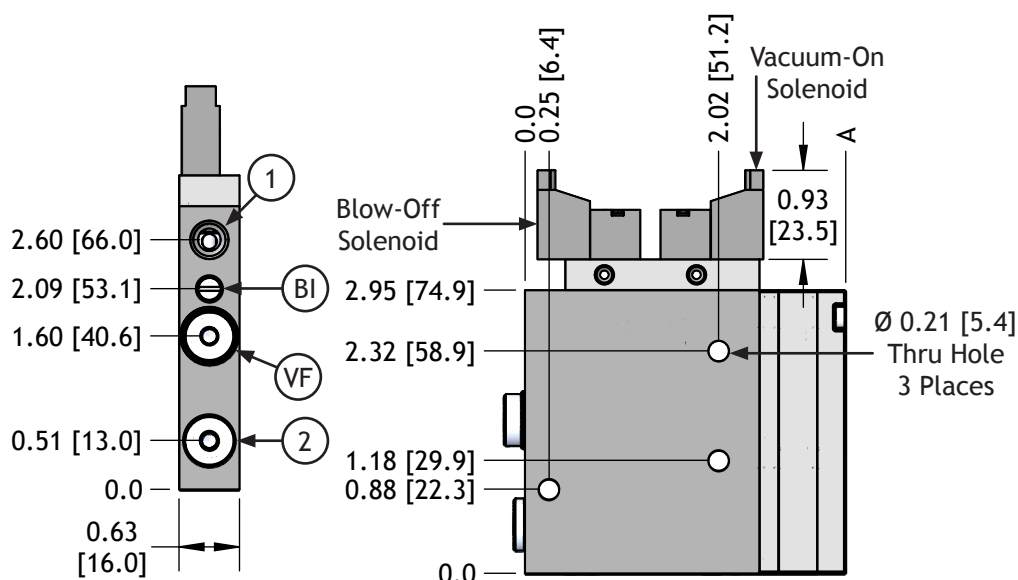 0.0
0.25 [6.4]
2.02 [51.2]
A
Vacuum-On
Solenoid
0.93
[23.5]
Blow-Off
Solenoid
1
2.60 [66.0]
2.09 [53.1]
BI
1.60 [40.6]
VF
0.51 [13.0]
2
0.0
0.63
[16.0]
2.95 [74.9]
2.32 [58.9]
Ø 0.21 [5.4]
Thru Hole
3 Places
1.18 [29.9]
0.88 [22.3]
0.0